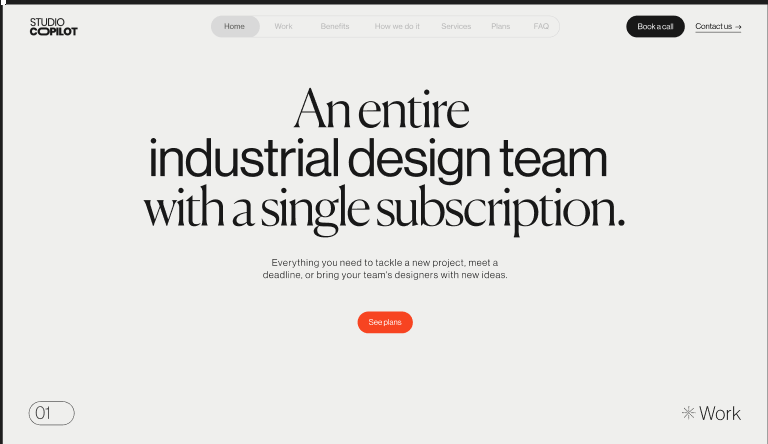 STUDIO
COPILOT
Home
Work
Benefits
How we do it
Services
Plans
FAQ
Book a call
Contact us →
An entire
industrial design team
with a single subscription.
Everything you need to tackle a new project, meet a
deadline, or bring your team's designers with new ideas.
See plans
01
Work